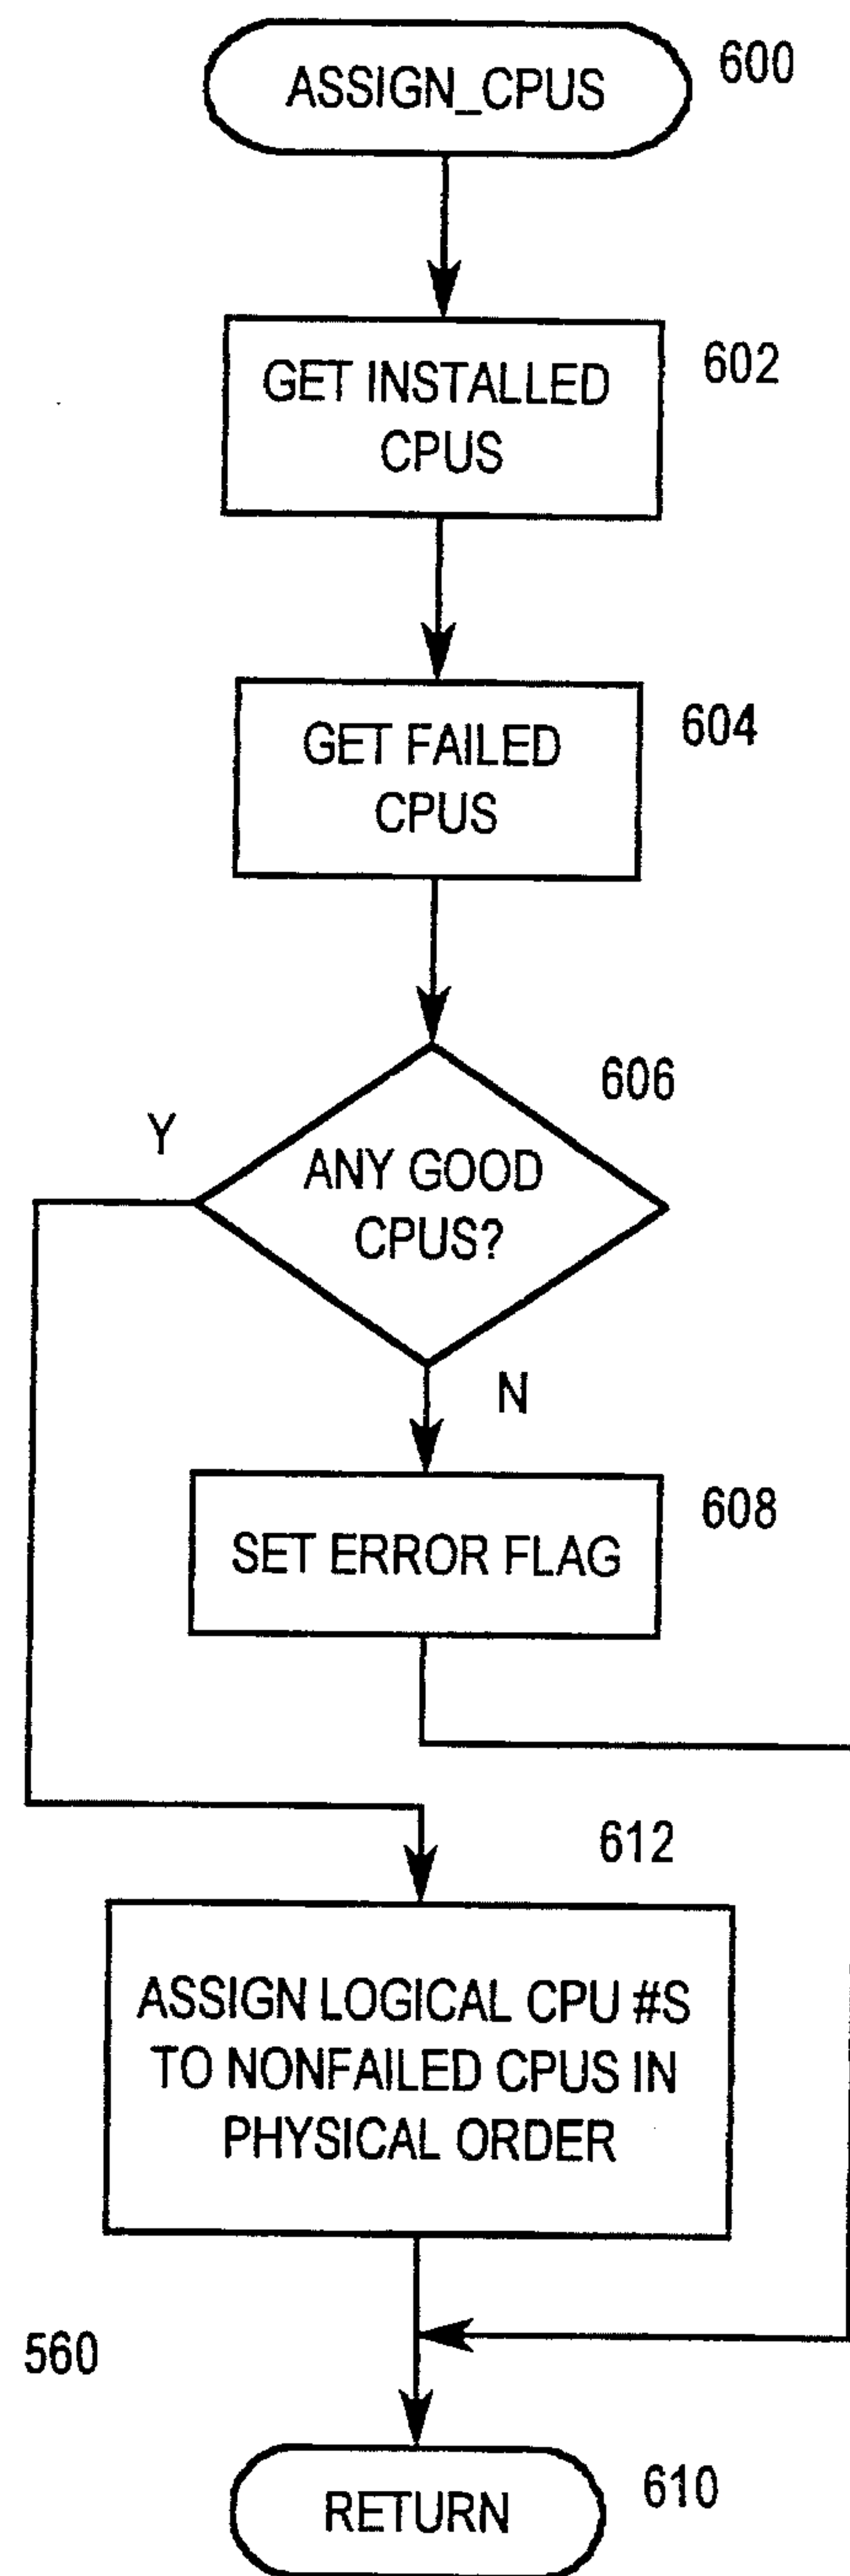 ASSIGN_CPUS
600
GET INSTALLED
CPUS
602
GET FAILED
CPUS
604
606
Y
ANY GOOD
CPUS?
N
SET ERROR FLAG
608
612
ASSIGN LOGICAL CPU #S
TO NONFAILED CPUS IN
PHYSICAL ORDER
560
RETURN
610